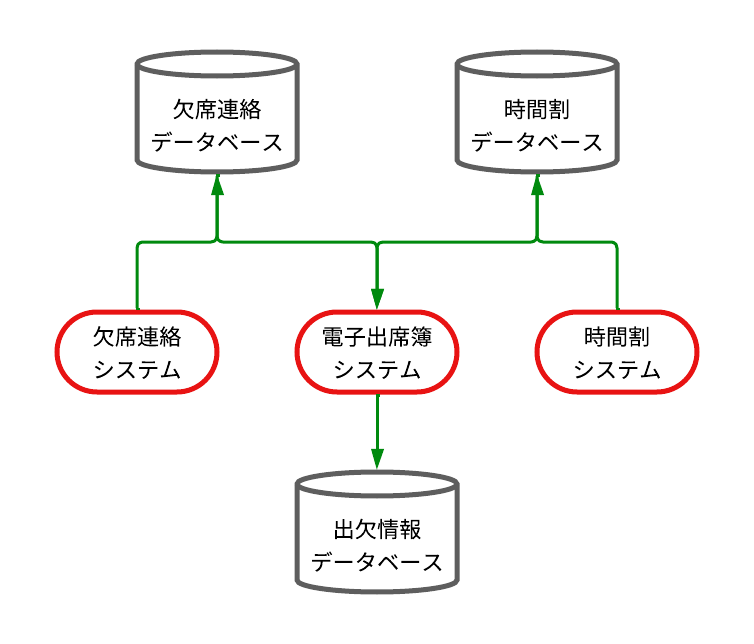 欠席連絡
データベース
時間割
データベース
欠席連絡
システム
電子出席簿
システム
時間割
システム
出欠情報
データベース